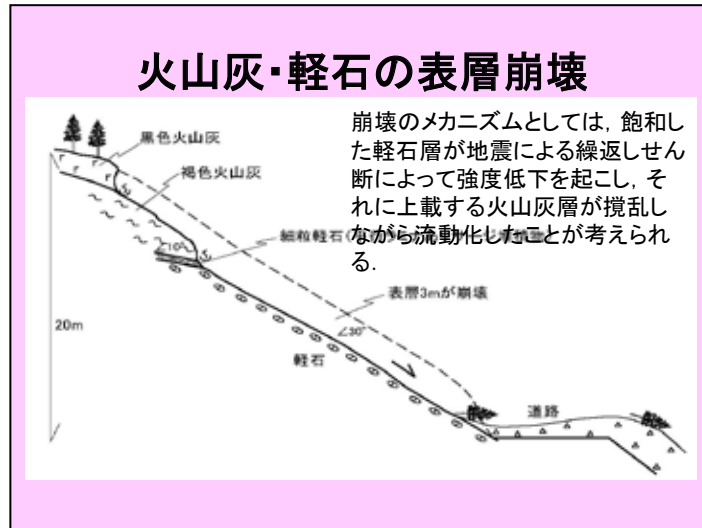 火山灰・軽石の表層崩壊
崩壊のメカニズムとしては，飽和し
た軽石層が地震による繰返しせん
断によって強度低下を起こし，そ
れに上載する火山灰層が撹乱し
ながら流動化したことが考えられ
る．
黒色火山灰
褐色火山灰
細粒軽石
∠10°
表層3mが崩壊
20m
∠30°
軽石
道路